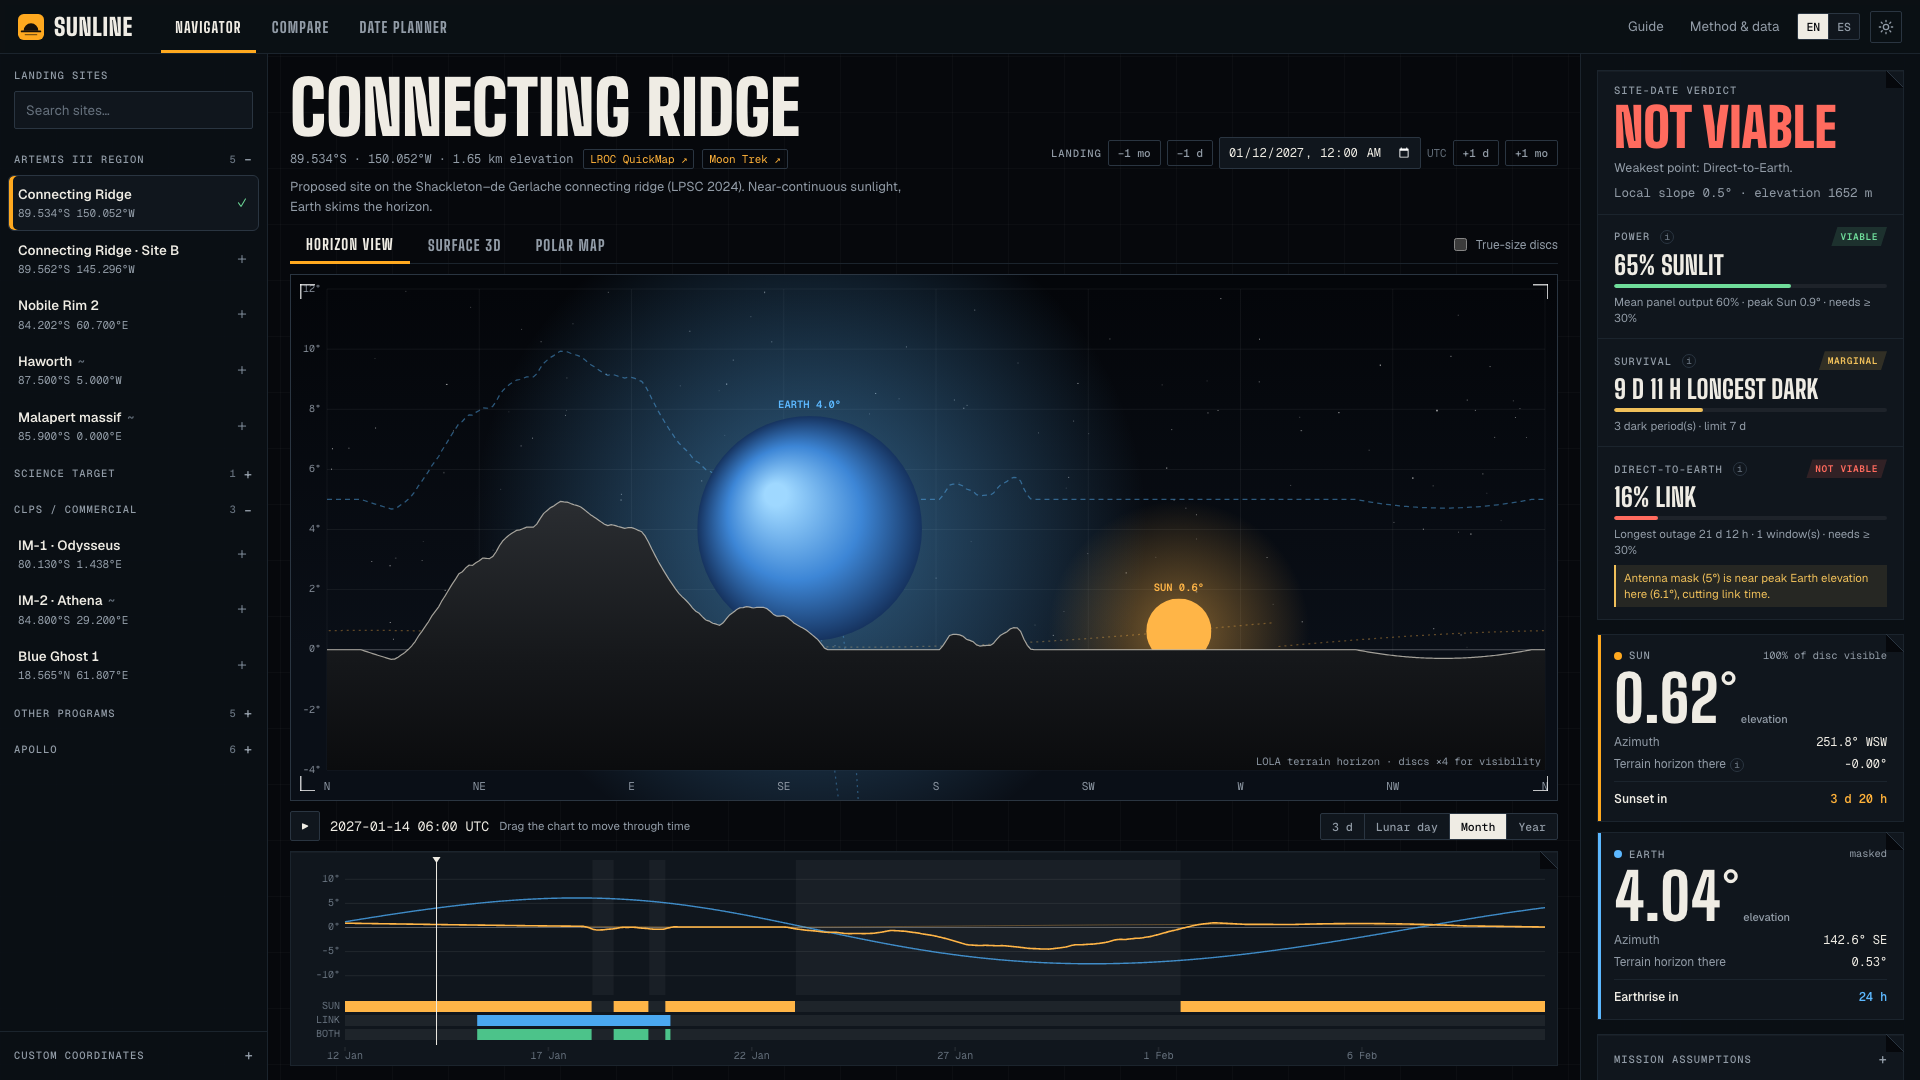 SUNLINE
NAVIGATOR
COMPARE
DATE PLANNER
Guide
Method & data
EN
ES
LANDING SITES
Search sites…
ARTEMIS III REGION 5 −
Connecting Ridge
89.534°S 150.052°W ✓
Connecting Ridge · Site B
89.562°S 145.296°W +
Nobile Rim 2
84.202°S 60.700°E +
Haworth ~
87.500°S 5.000°W +
Malapert massif ~
85.900°S 0.000°E +
SCIENCE TARGET 1 +
CLPS / COMMERCIAL 3 −
IM-1 · Odysseus
80.130°S 1.438°E +
IM-2 · Athena ~
84.800°S 29.200°E +
Blue Ghost 1
18.565°N 61.807°E +
OTHER PROGRAMS 5 +
APOLLO 6 +
CUSTOM COORDINATES +
CONNECTING RIDGE
89.534°S · 150.052°W · 1.65 km elevation
LROC QuickMap ↗
Moon Trek ↗
Proposed site on the Shackleton–de Gerlache connecting ridge (LPSC 2024). Near-continuous sunlight,
Earth skims the horizon.
LANDING
−1 mo
−1 d
01/12/2027, 12:00 AM
UTC
+1 d
+1 mo
HORIZON VIEW
SURFACE 3D
POLAR MAP
True-size discs
12°
10°
8°
6°
4°
2°
0°
-2°
-4°
EARTH 4.0°
SUN 0.6°
LOLA terrain horizon · discs ×4 for visibility
N NE E SE S SW W NW N
2027-01-14 06:00 UTC
Drag the chart to move through time
3 d
Lunar day
Month
Year
10°
5°
0°
-5°
-10°
SUN
LINK
BOTH
12 Jan 17 Jan 22 Jan 27 Jan 1 Feb 6 Feb
SITE-DATE VERDICT
NOT VIABLE
Weakest point: Direct-to-Earth.
Local slope 0.5° · elevation 1652 m
POWER i VIABLE
65% SUNLIT
Mean panel output 60% · peak Sun 0.9° · needs ≥
30%
SURVIVAL i MARGINAL
9 D 11 H LONGEST DARK
3 dark period(s) · limit 7 d
DIRECT-TO-EARTH i NOT VIABLE
16% LINK
Longest outage 21 d 12 h · 1 window(s) · needs ≥
30%
Antenna mask (5°) is near peak Earth elevation
here (6.1°), cutting link time.
SUN 100% of disc visible
0.62° elevation
Azimuth 251.8° WSW
Terrain horizon there i -0.00°
Sunset in 3 d 20 h
EARTH masked
4.04° elevation
Azimuth 142.6° SE
Terrain horizon there 0.53°
Earthrise in 24 h
MISSION ASSUMPTIONS +